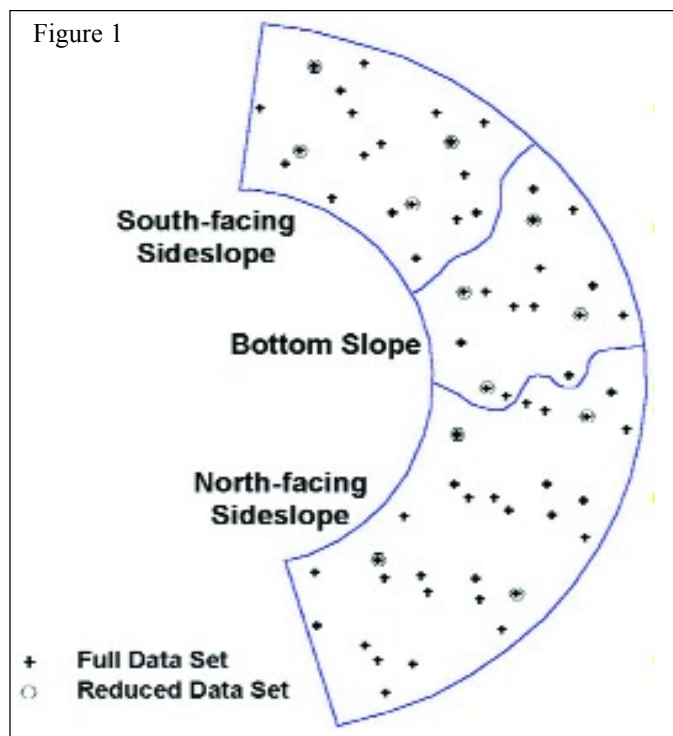 Figure 1
South-facing
Sideslope
Bottom Slope
North-facing
Sideslope
Full Data Set
Reduced Data Set